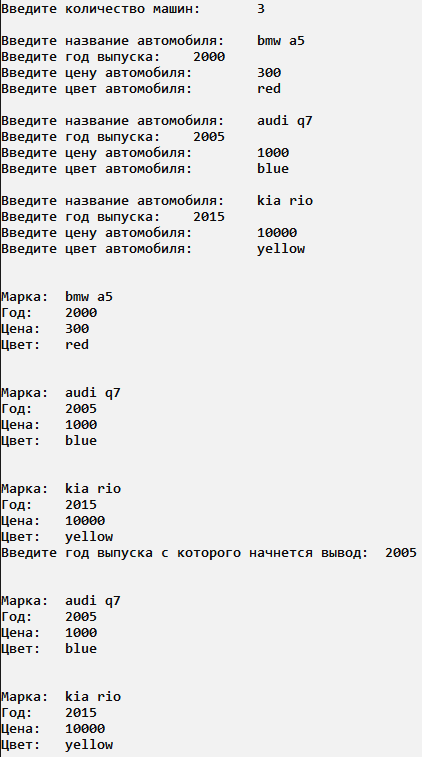 Введите количество машин: 3
Введите название автомобиля: bmw a5
Введите год выпуска: 2000
Введите цену автомобиля: 300
Введите цвет автомобиля: red
Введите название автомобиля: audi q7
Введите год выпуска: 2005
Введите цену автомобиля: 1000
Введите цвет автомобиля: blue
Введите название автомобиля: kia rio
Введите год выпуска: 2015
Введите цену автомобиля: 10000
Введите цвет автомобиля: yellow
Марка: bmw a5
Год: 2000
Цена: 300
Цвет: red
Марка: audi q7
Год: 2005
Цена: 1000
Цвет: blue
Марка: kia rio
Год: 2015
Цена: 10000
Цвет: yellow
Введите год выпуска с которого начнется вывод: 2005
Марка: audi q7
Год: 2005
Цена: 1000
Цвет: blue
Марка: kia rio
Год: 2015
Цена: 10000
Цвет: yellow